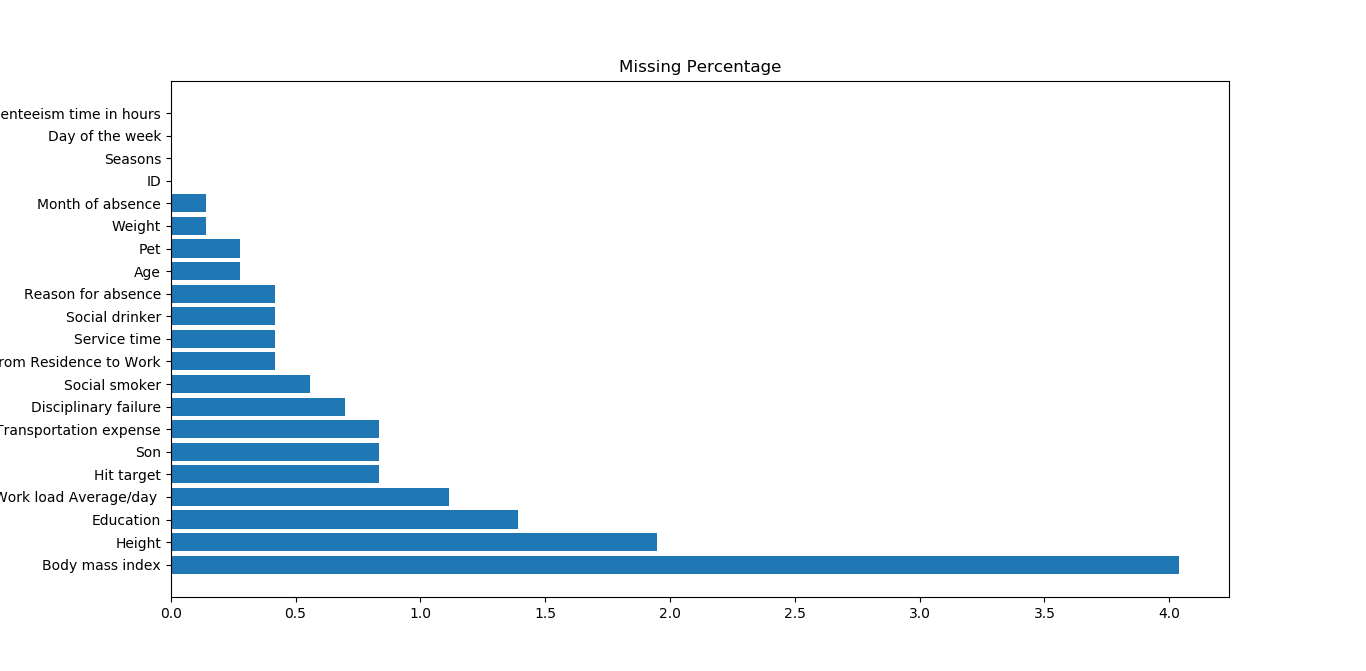 Missing Percentage
enteeism time in hours
Day of the week
Seasons
ID
Month of absence
Weight
Pet
Age
Reason for absence
Social drinker
Service time
rom Residence to Work
Social smoker
Disciplinary failure
Transportation expense
Son
Hit target
Work load Average/day
Education
Height
Body mass index
0.0 0.5 1.0 1.5 2.0 2.5 3.0 3.5 4.0